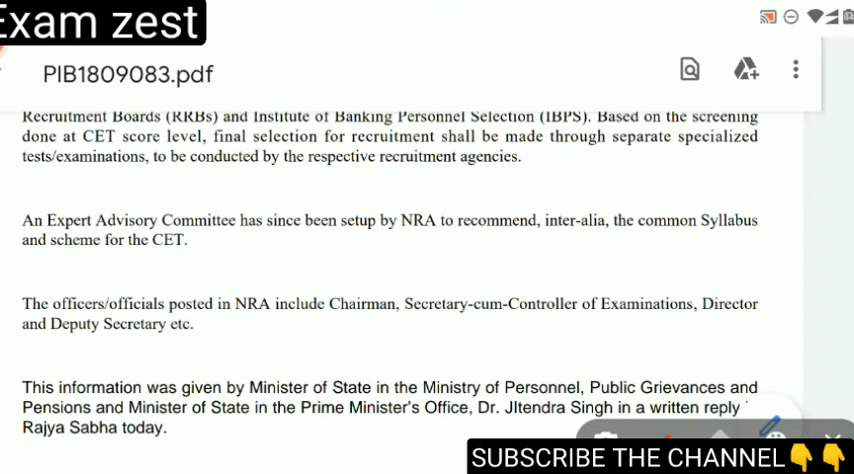 Exam zest
PIB1809083.pdf
Recruitment Boards (RRBs) and Institute of Banking Personnel Selection (IBPS). Based on the screening
done at CET score level, final selection for recruitment shall be made through separate specialized
tests/examinations, to be conducted by the respective recruitment agencies.
An Expert Advisory Committee has since been setup by NRA to recommend, inter-alia, the common Syllabus
and scheme for the CET.
The officers/officials posted in NRA include Chairman, Secretary-cum-Controller of Examinations, Director
and Deputy Secretary etc.
This information was given by Minister of State in the Ministry of Personnel, Public Grievances and
Pensions and Minister of State in the Prime Minister's Office, Dr. JItendra Singh in a written reply
Rajya Sabha today.
SUBSCRIBE THE CHANNEL👇👇